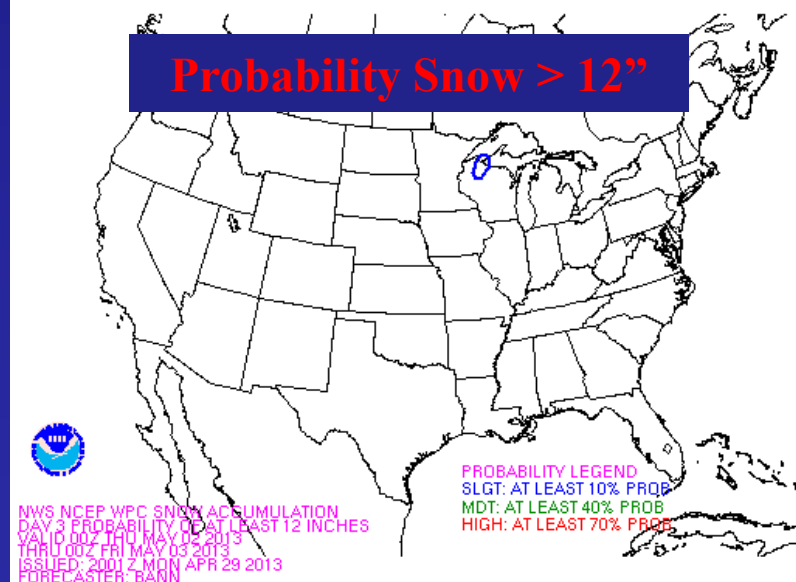 Probability Snow > 12”
PROBABILITY LEGEND
SLGT: AT LEAST 10% PROB
MDT: AT LEAST 40% PROB
HIGH: AT LEAST 70% PROB
NWS NCEP WPC SNOW ACCUMULATION
DAY 3 PROBABILITY OF AT LEAST 12 INCHES
VALID 00Z THU MAY 02 2013
THRU 00Z FRI MAY 03 2013
ISSUED: 2001Z MON APR 29 2013
FORECASTER: BANN